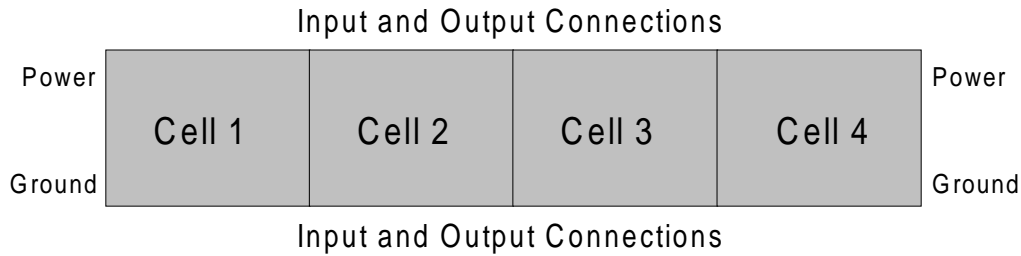 Input and Output Connections
Power
Power
Cell 1
Cell 2
Cell 3
Cell 4
Ground
Ground
Input and Output Connections